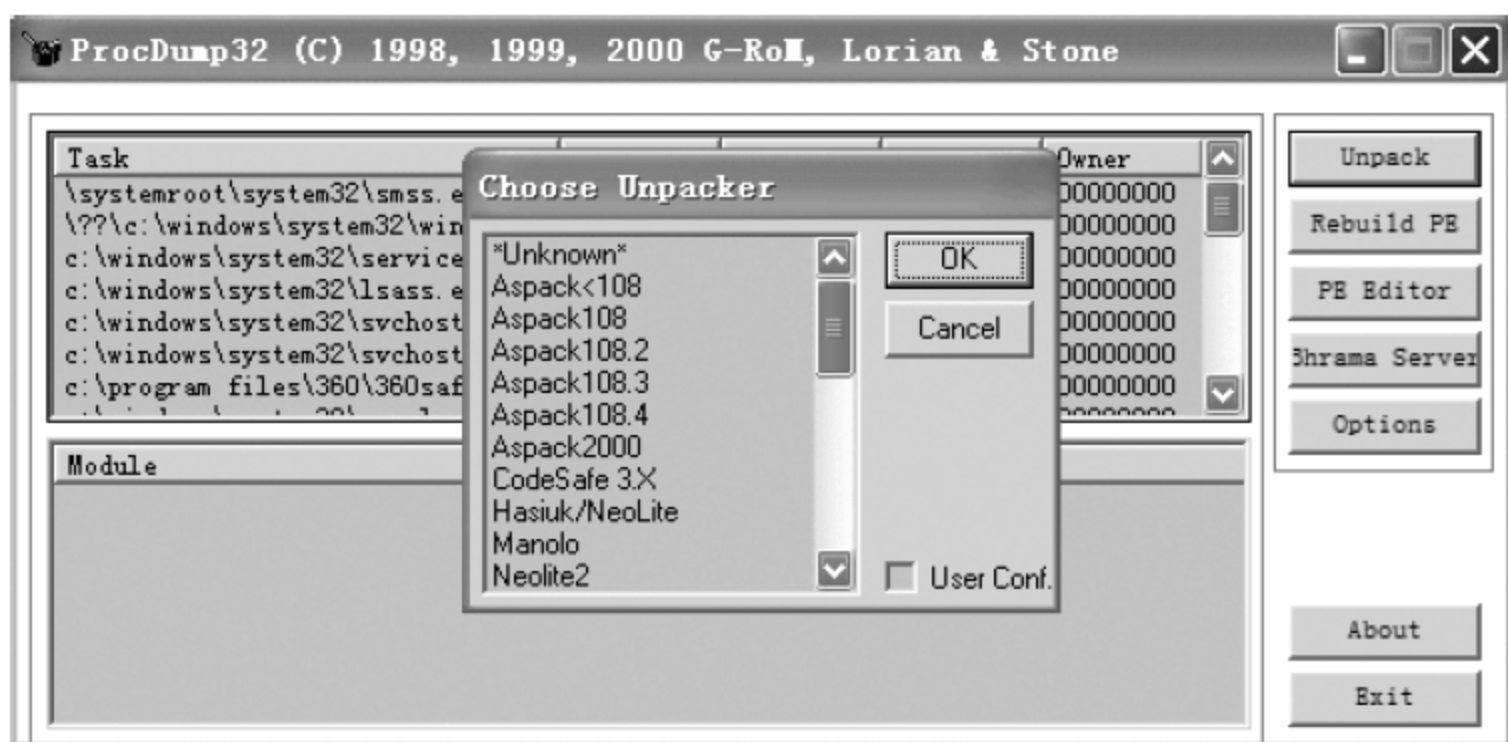 ProcDump32 (C) 1998, 1999, 2000 G-RoM, Lorian & Stone
Task
Owner
\systemroot\system32\smss.e
00000000
\??\c:\windows\system32\win
00000000
c:\windows\system32\service
00000000
c:\windows\system32\lsass.e
00000000
c:\windows\system32\svchost
00000000
c:\windows\system32\svchost
00000000
c:\program files\360\360saf
00000000
Module
Choose Unpacker
*Unknown*
Aspack<108
Aspack108
Aspack108.2
Aspack108.3
Aspack108.4
Aspack2000
CodeSafe 3.X
Hasiuk/NeoLite
Manolo
Neolite2
OK
Cancel
User Conf.
Unpack
Rebuild PE
PE Editor
Bhrama Server
Options
About
Exit